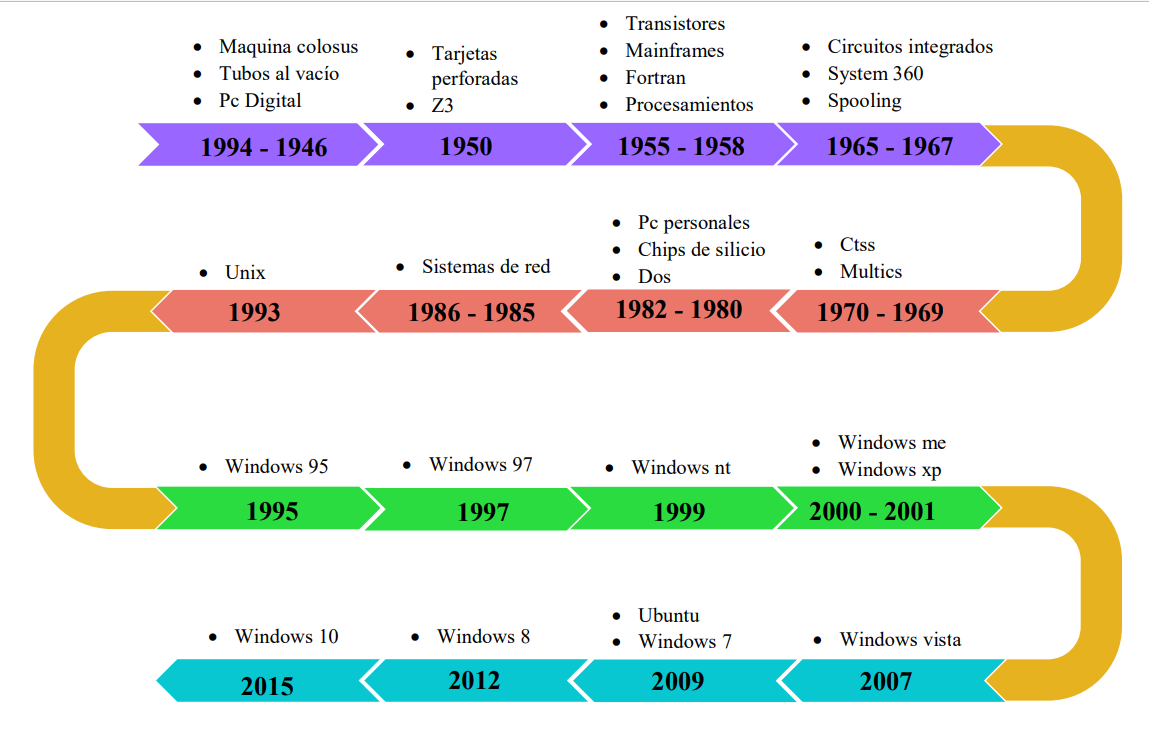 • Maquina colosus
• Tubos al vacío
• Pc Digital
1994 - 1946
• Tarjetas
perforadas
• Z3
1950
• Transistores
• Mainframes
• Fortran
• Procesamientos
1955 - 1958
• Circuitos integrados
• System 360
• Spooling
1965 - 1967
• Ctss
• Multics
1970 - 1969
• Pc personales
• Chips de silicio
• Dos
1982 - 1980
• Sistemas de red
1986 - 1985
• Unix
1993
• Windows 95
1995
• Windows 97
1997
• Windows nt
1999
• Windows me
• Windows xp
2000 - 2001
• Windows vista
2007
• Ubuntu
• Windows 7
2009
• Windows 8
2012
• Windows 10
2015